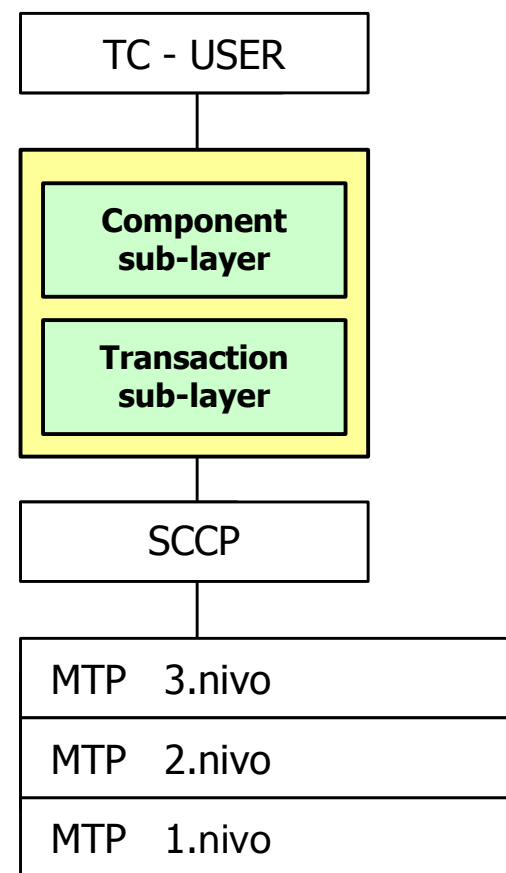 TC - USER
Component
sub-layer
Transaction
sub-layer
SCCP
MTP 3.nivo
MTP 2.nivo
MTP 1.nivo